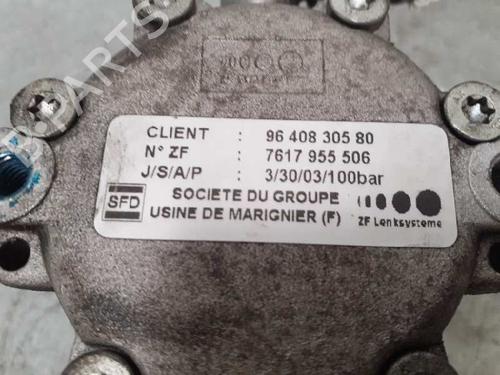 CLIENT : 96 408 305 80
N° ZF : 7617 955 506
J/S/A/P : 3/30/03/100bar
SFD
SOCIETE DU GROUPE
USINE DE MARIGNIER (F)
ZF Lenksysteme